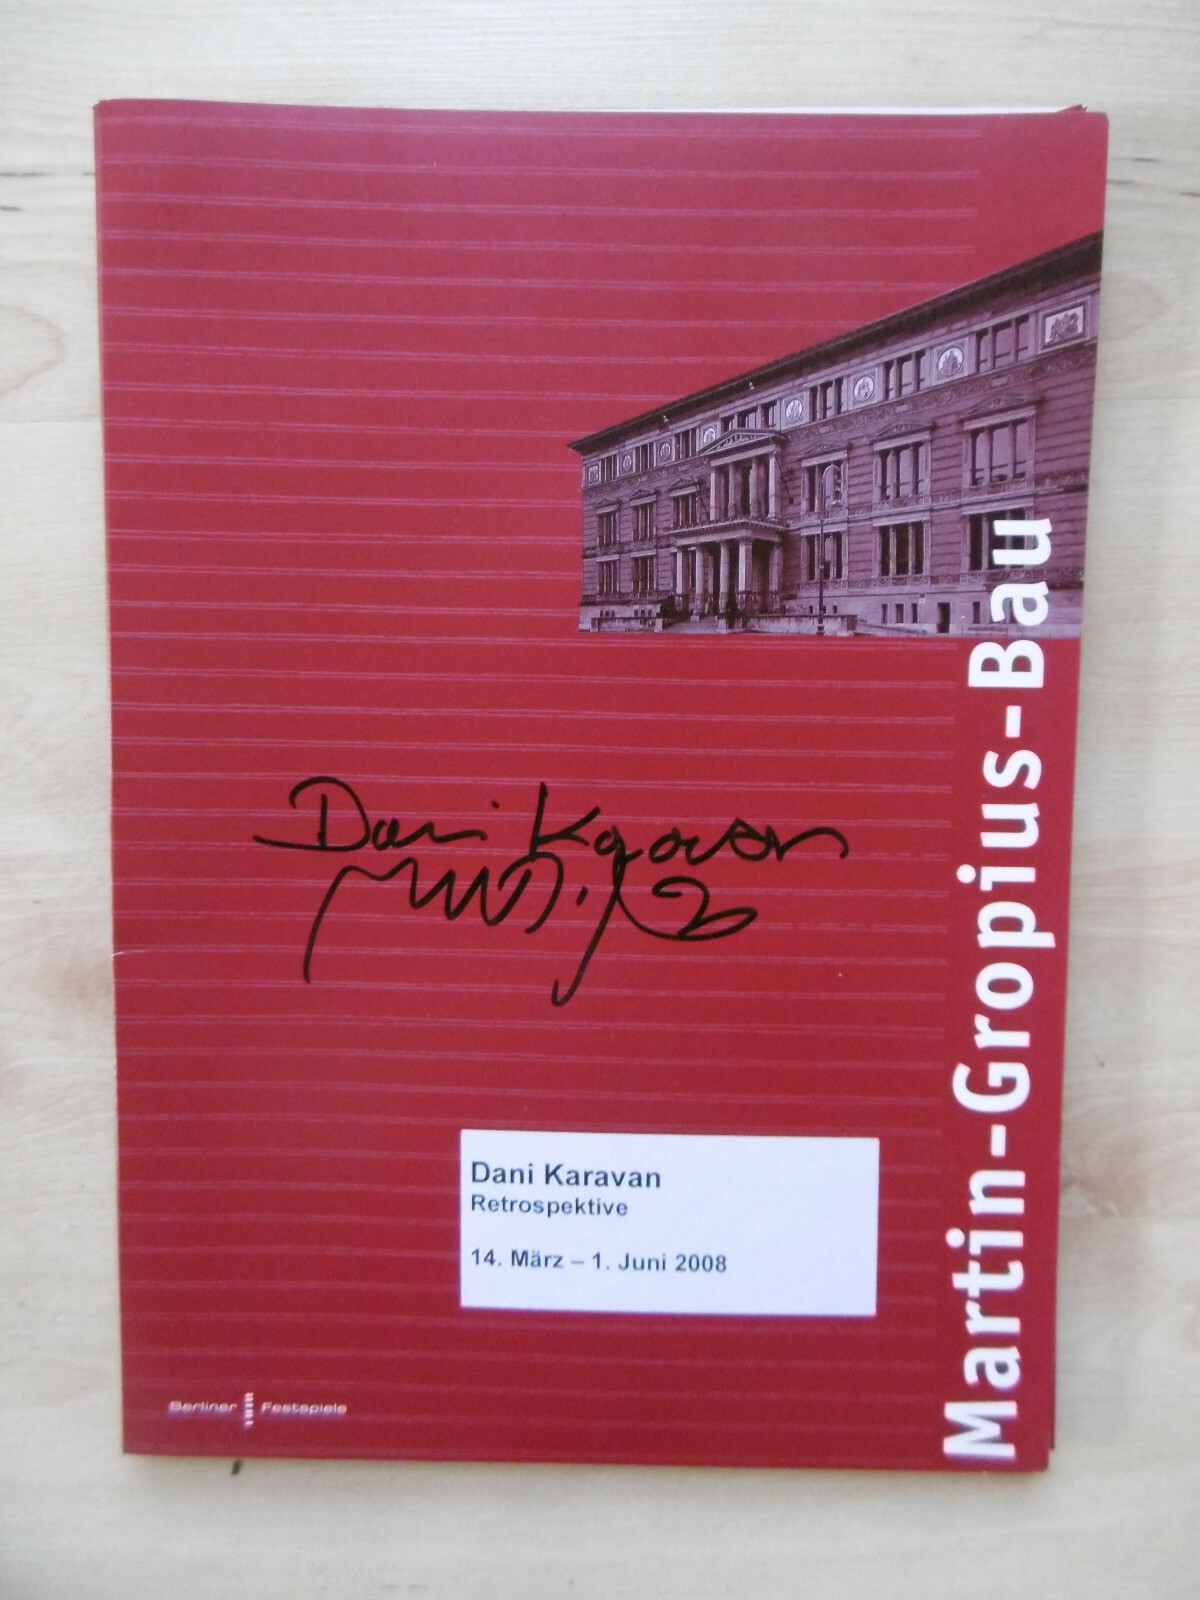 Martin-Gropius-Bau
Dani Karavan
Dani Karavan
Retrospektive
14. März – 1. Juni 2008
Berliner Festspiele